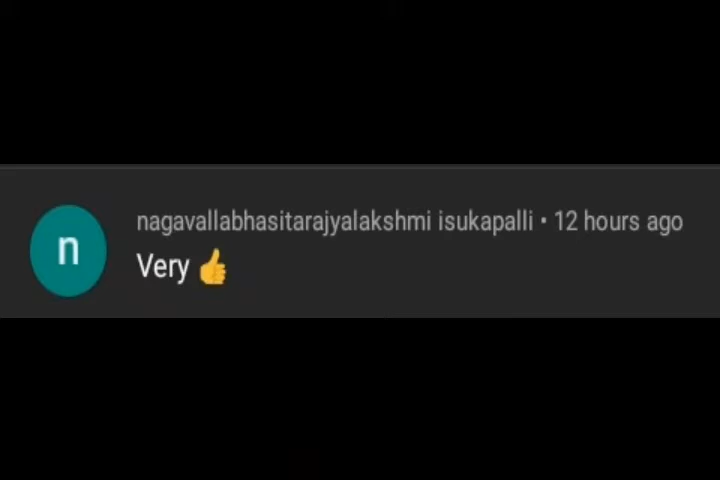 n
nagavallabhasitarajyalakshmi isukapalli • 12 hours ago
Very 👍